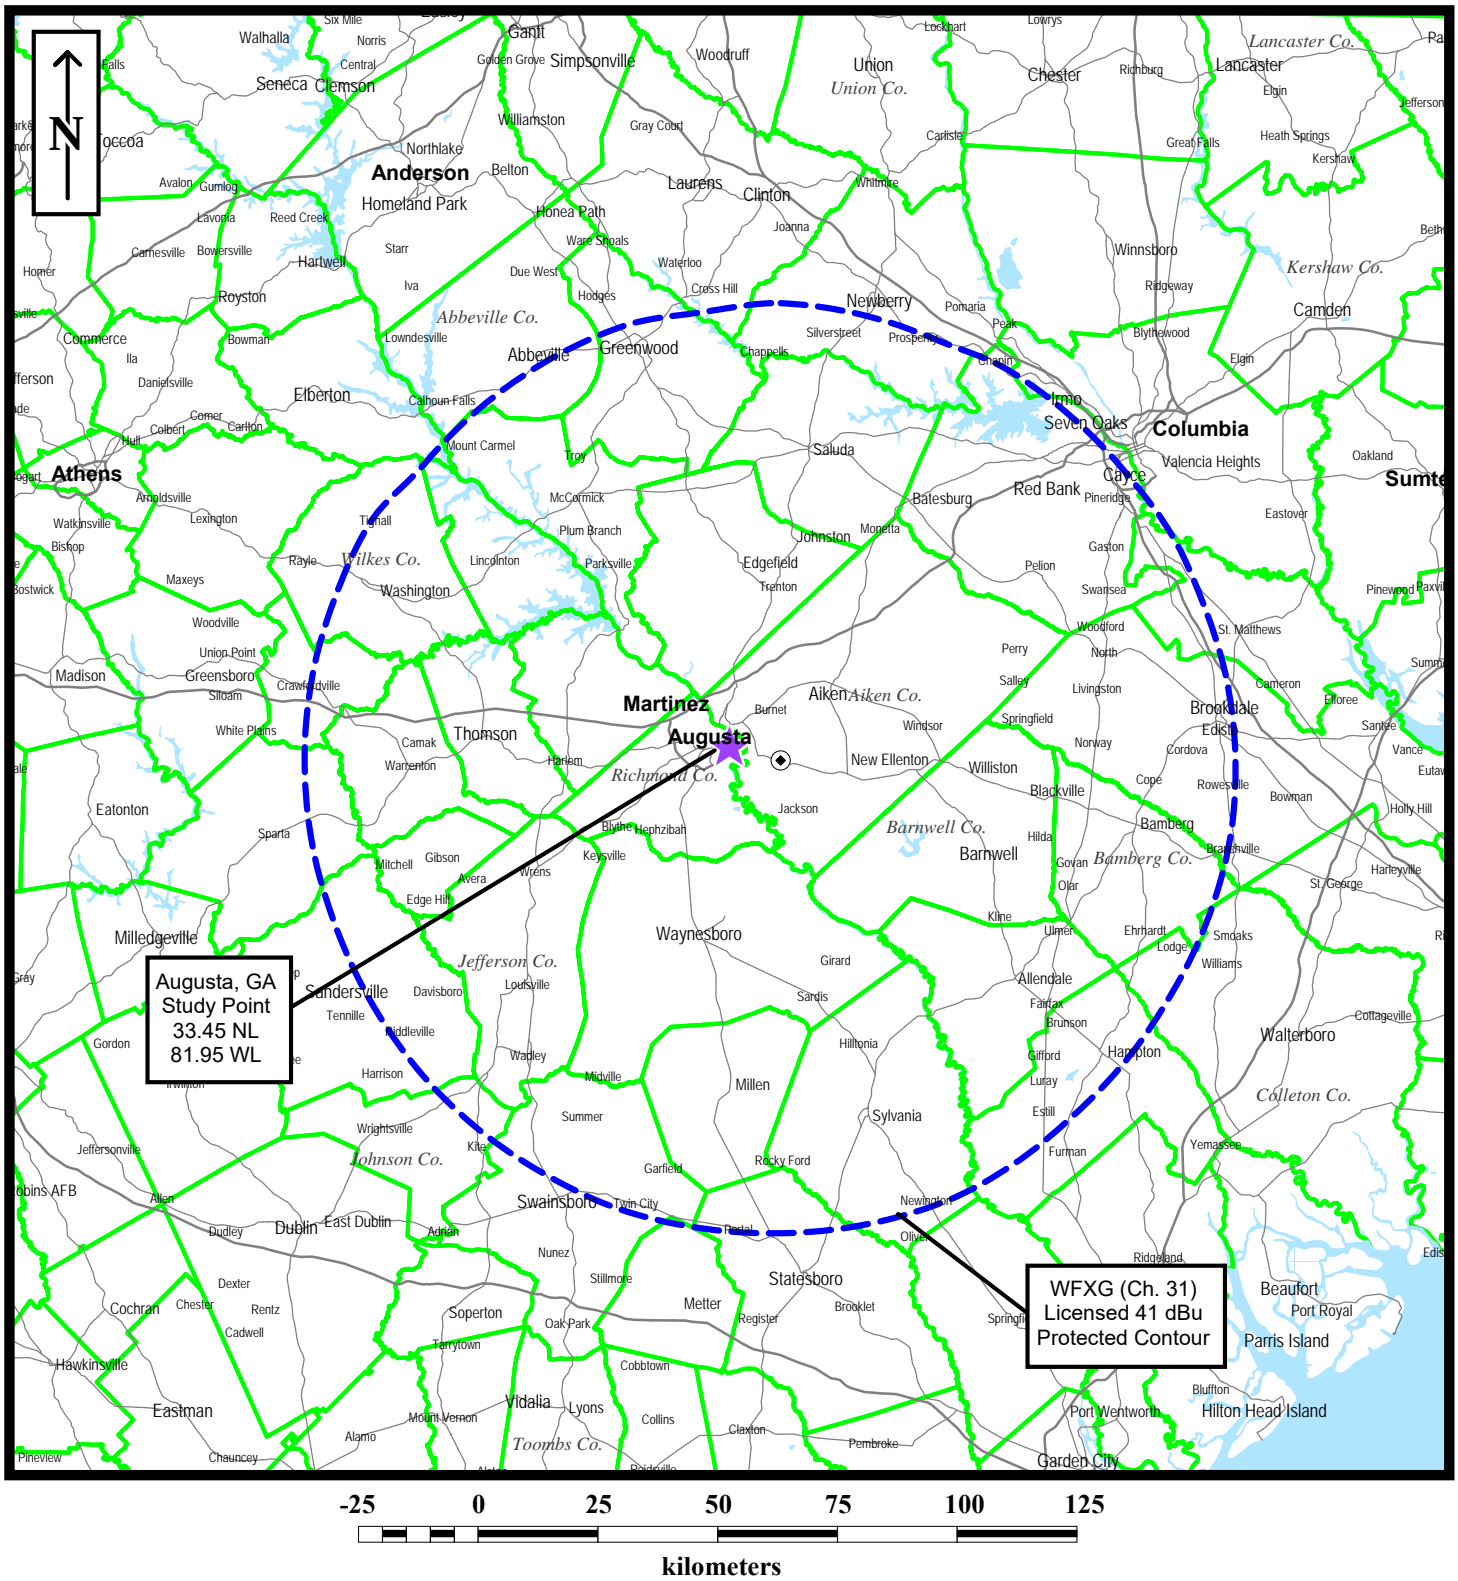 Six Mile
Easley
Gantt
Lockhart
Lowrys
Lancaster Co.
Walhalla
Norris
Golden Grove
Simpsonville
Woodruff
Union
Chester
Richburg
Lancaster
Falls
Central
Seneca
Clemson
Union Co.
Elgin
Jefferson
N
Toccoa
Williamston
Gray Court
Carlisle
Great Falls
Heath Springs
Kershaw
Northlake
Anderson
Belton
Homeland Park
Avalon
Gumlog
Laurens
Clinton
Whitmire
Lavonia
Reed Creek
Honea Path
Joanna
Carnesville
Bowersville
Starr
Ware Shoals
Winnsboro
Homer
Hartwell
Due West
Waterloo
Kershaw Co.
Royston
Iva
Hodges
Cross Hill
Newberry
Pomaria
Ridgeway
Camden
Abbeville Co.
Peak
Commerce
Bowman
Lowndesville
Silverstreet
Prosperity
Blythewood
Ila
Abbeville
Greenwood
Chappells
Chapin
Elgin
Danielsville
Elberton
Calhoun Falls
Irmo
Comer
Colbert
Carlton
Seven Oaks
Columbia
Hull
Mount Carmel
Troy
Saluda
Valencia Heights
Oakland
Athens
Cayce
Arnoldsville
McCormick
Batesburg
Red Bank
Pineridge
Watkinsville
Lexington
Tignall
Plum Branch
Johnston
Monetta
Eastover
Bishop
Rayle
Wilkes Co.
Lincolnton
Parksville
Edgefield
Gaston
Bostwick
Maxeys
Washington
Trenton
Pelion
Swansea
Pinewood
Woodville
Woodford
St. Matthews
Union Point
Perry
North
Madison
Greensboro
Siloam
Crawfordville
Salley
Livingston
Cameron
Elloree
Martinez
Burnet
Aiken
Aiken Co.
Springfield
Brookdale
White Plains
Thomson
Augusta
Windsor
Edisto
Santee
Camak
Norway
Cordova
Vance
Warrenton
Harlem
Richmond Co.
New Ellenton
Williston
Cope
Rowesville
Blackville
Bowman
Holly Hill
Eatonton
Jackson
Sparta
Blythe
Hephzibah
Barnwell Co.
Hilda
Bamberg
Mitchell
Gibson
Keysville
Barnwell
Govan
Bamberg Co.
Branchville
Harleyville
Avera
Wrens
Olar
St. George
Edge Hill
Kline
Milledgeville
Waynesboro
Ulmer
Ehrhardt
Lodge
Smoaks
Jefferson Co.
Girard
Williams
Gray
Sandersville
Davisboro
Louisville
Sardis
Allendale
Fairfax
Tennille
Riddleville
Brunson
Cottageville
Gordon
Hilltonia
Walterboro
Wadley
Gifford
Hampton
Harrison
Midville
Millen
Luray
Irwinton
Colleton Co.
Summer
Sylvania
Estill
Wrightsville
Jeffersonville
Kite
Furman
Yemassee
Johnson Co.
Garfield
Rocky Ford
Robins AFB
Allen
Swainsboro
Twin City
Newington
Dudley
Dublin
East Dublin
Adrian
Portal
Oliver
Nunez
Ridgeland
Dexter
Stillmore
Statesboro
Beaufort
Cochran
Chester
Rentz
Soperton
Metter
Brooklet
Port Royal
Cadwell
Oak Park
Register
Parris Island
Tarrytown
Hawkinsville
Cobbtown
Bluffton
Eastman
Vidalia
Lyons
Collins
Port Wentworth
Hilton Head Island
Mount Vernon
Claxton
Alamo
Toombs Co.
Pembroke
Pineview
Chauncey
Reidsville
Garden City
Augusta, GA
Study Point
33.45 NL
81.95 WL
WFXG (Ch. 31)
Licensed 41 dBu
Protected Contour
-25 0 25 50 75 100 125
kilometers